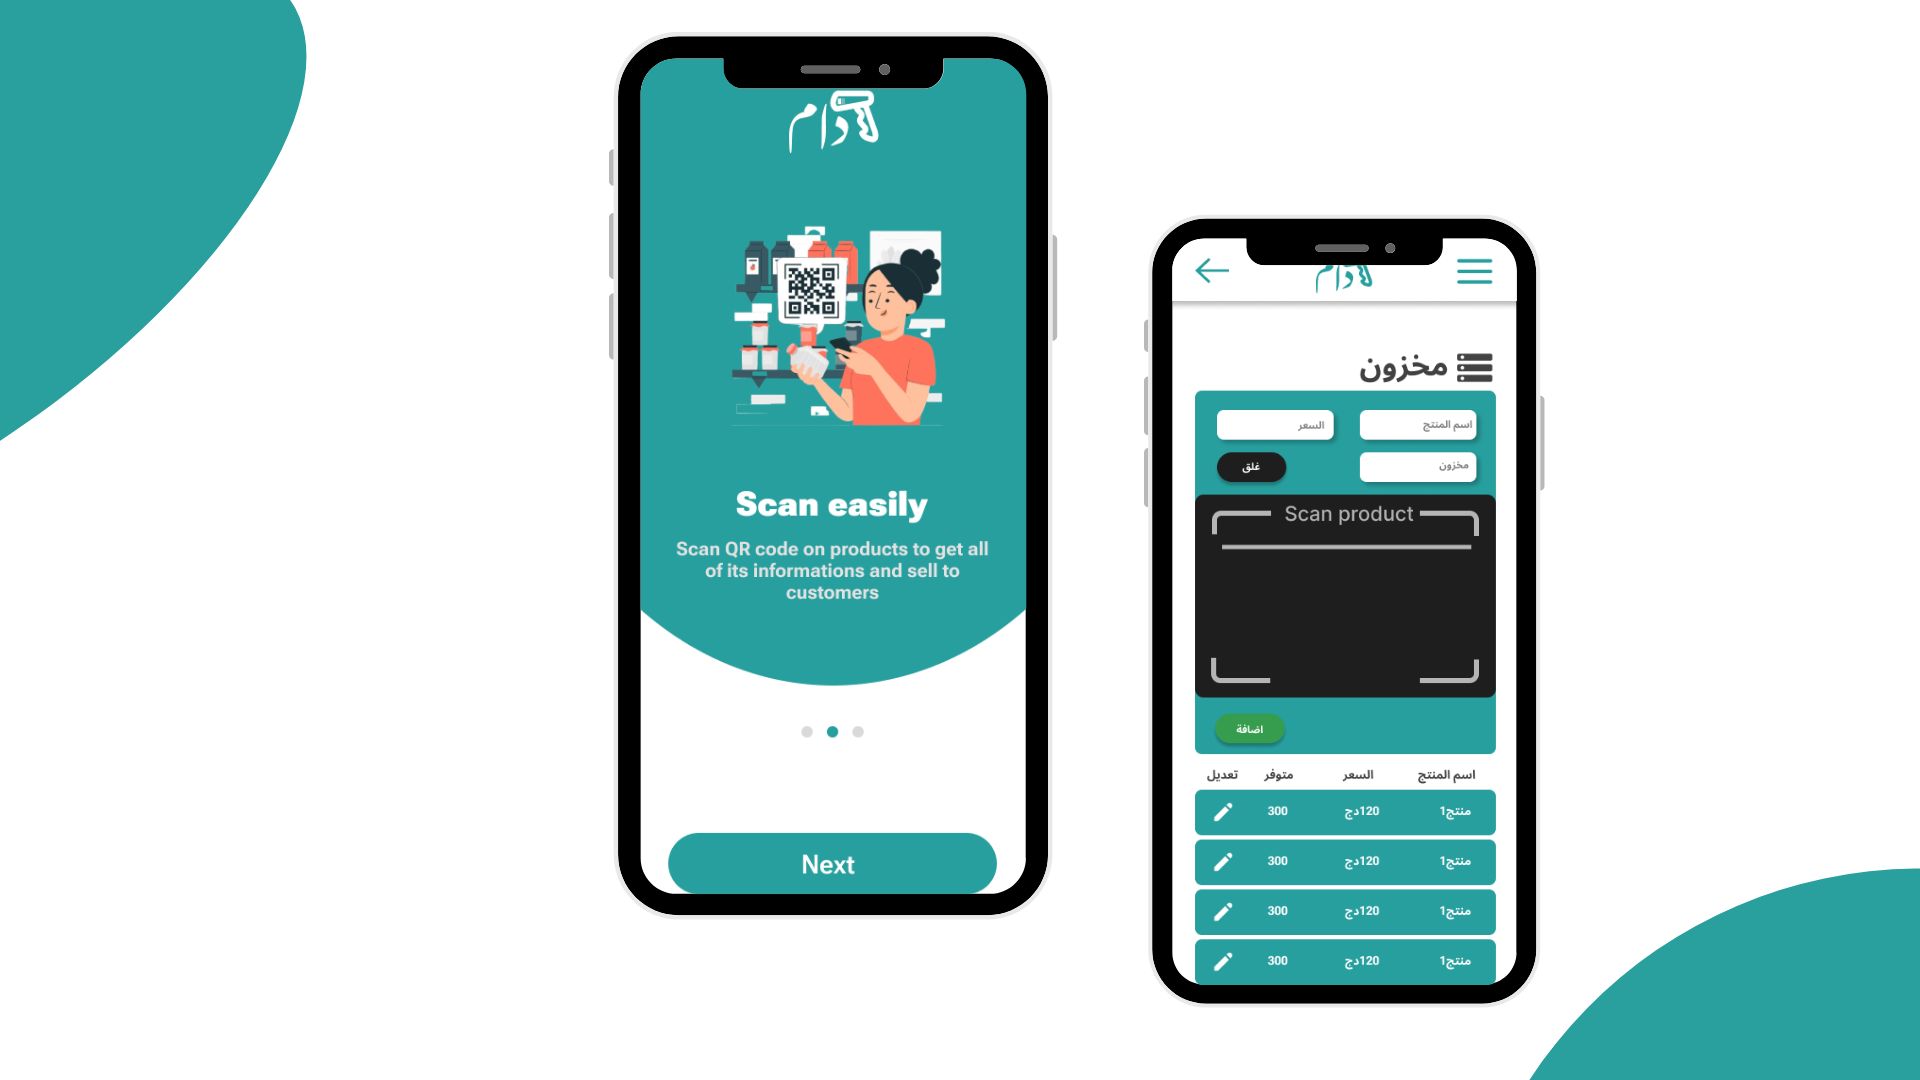 دام
Scan easily
Scan QR code on products to get all
of its informations and sell to
customers
Next
دام
مخزون
اسم المنتج السعر
مخزون غلق
Scan product
اضافة
اسم المنتج السعر متوفر تعديل
منتج1 120دج 300
منتج1 120دج 300
منتج1 120دج 300
منتج1 120دج 300